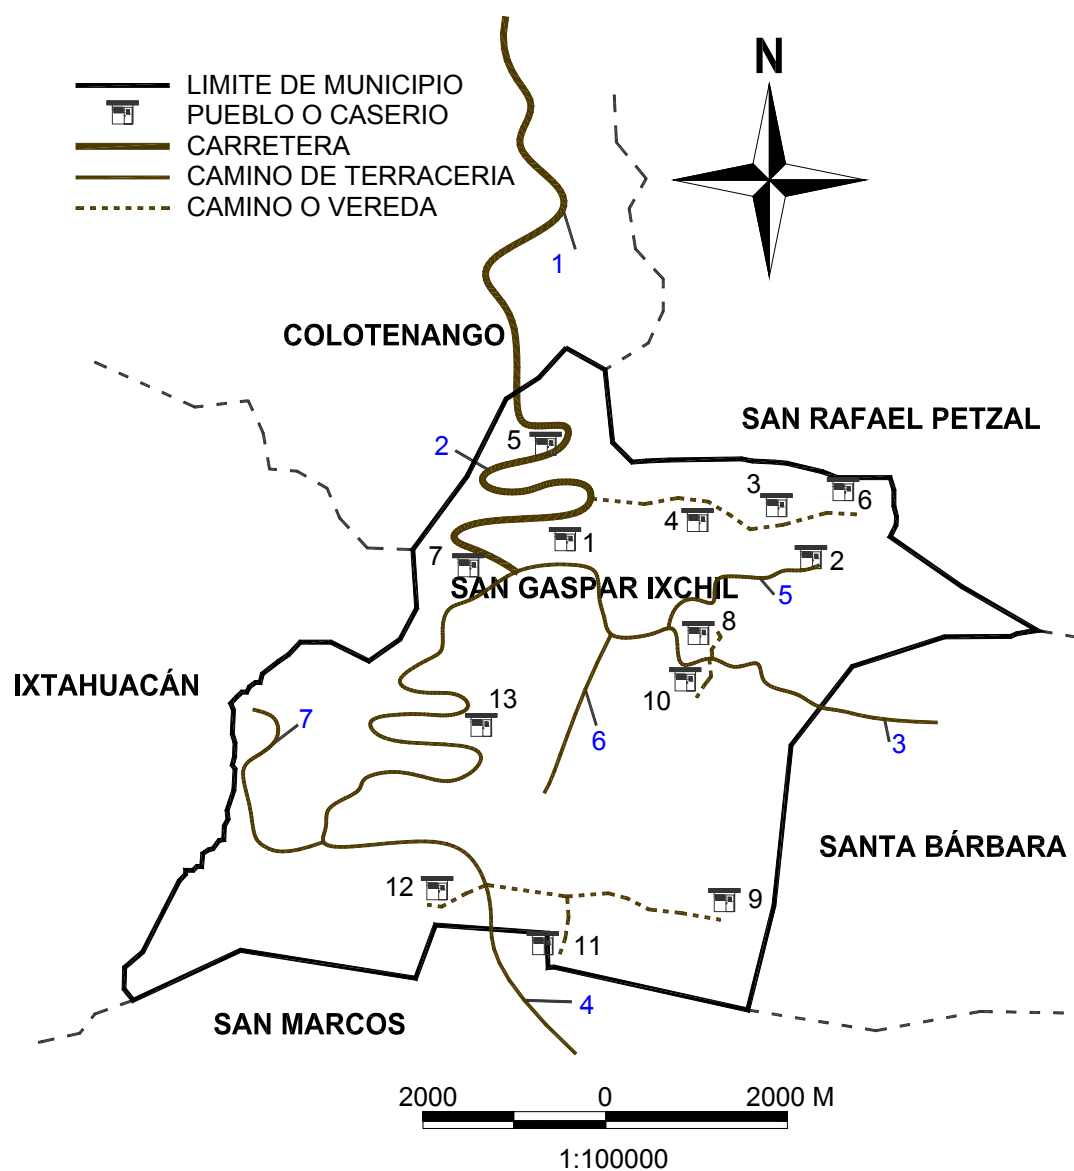 N
LIMITE DE MUNICIPIO
PUEBLO O CASERIO
CARRETERA
CAMINO DE TERRACERIA
CAMINO O VEREDA
1
COLOTENANGO
SAN RAFAEL PETZAL
5
2
3
6
4
1
2
7
SAN GASPAR IXCHIL
5
8
IXTAHUACÁN
10
13
7
6
3
SANTA BÁRBARA
12
9
11
4
SAN MARCOS
2000 0 2000 M
1:100000